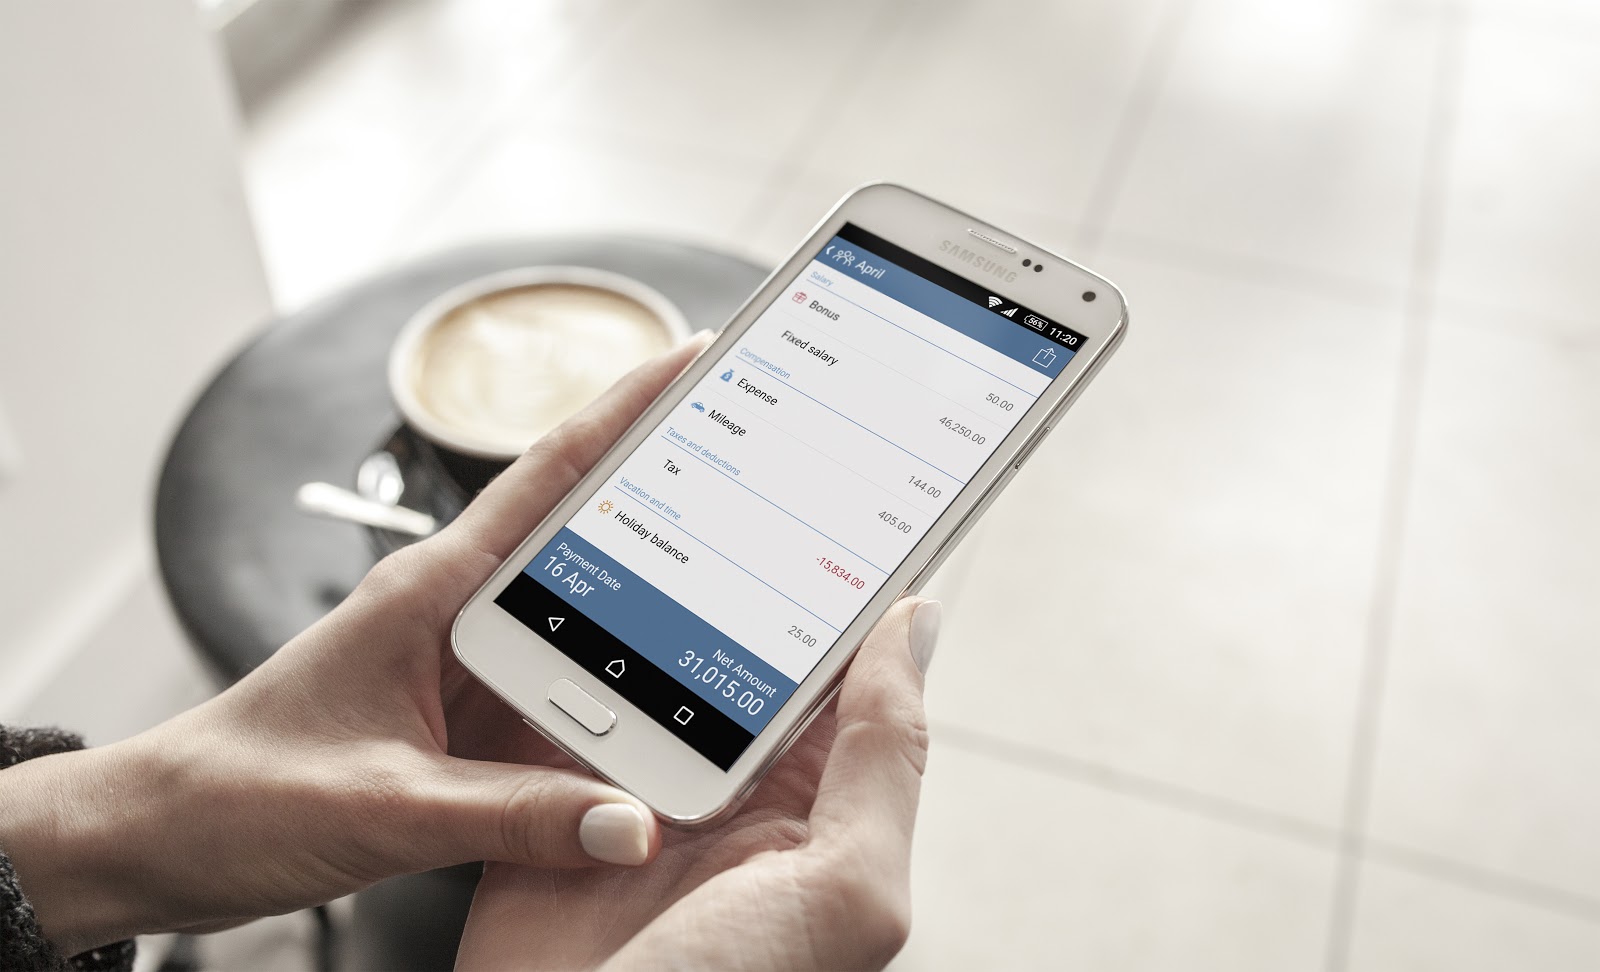 SAMSUNG
56% 11:20
April
Salary
Bonus 50.00
Fixed salary 46,250.00
Compensation
Expense 144.00
Mileage 405.00
Taxes and deductions
Tax -15,834.00
Vacation and time
Holiday balance 25.00
Payment Date Net Amount
16 Apr 31,015.00